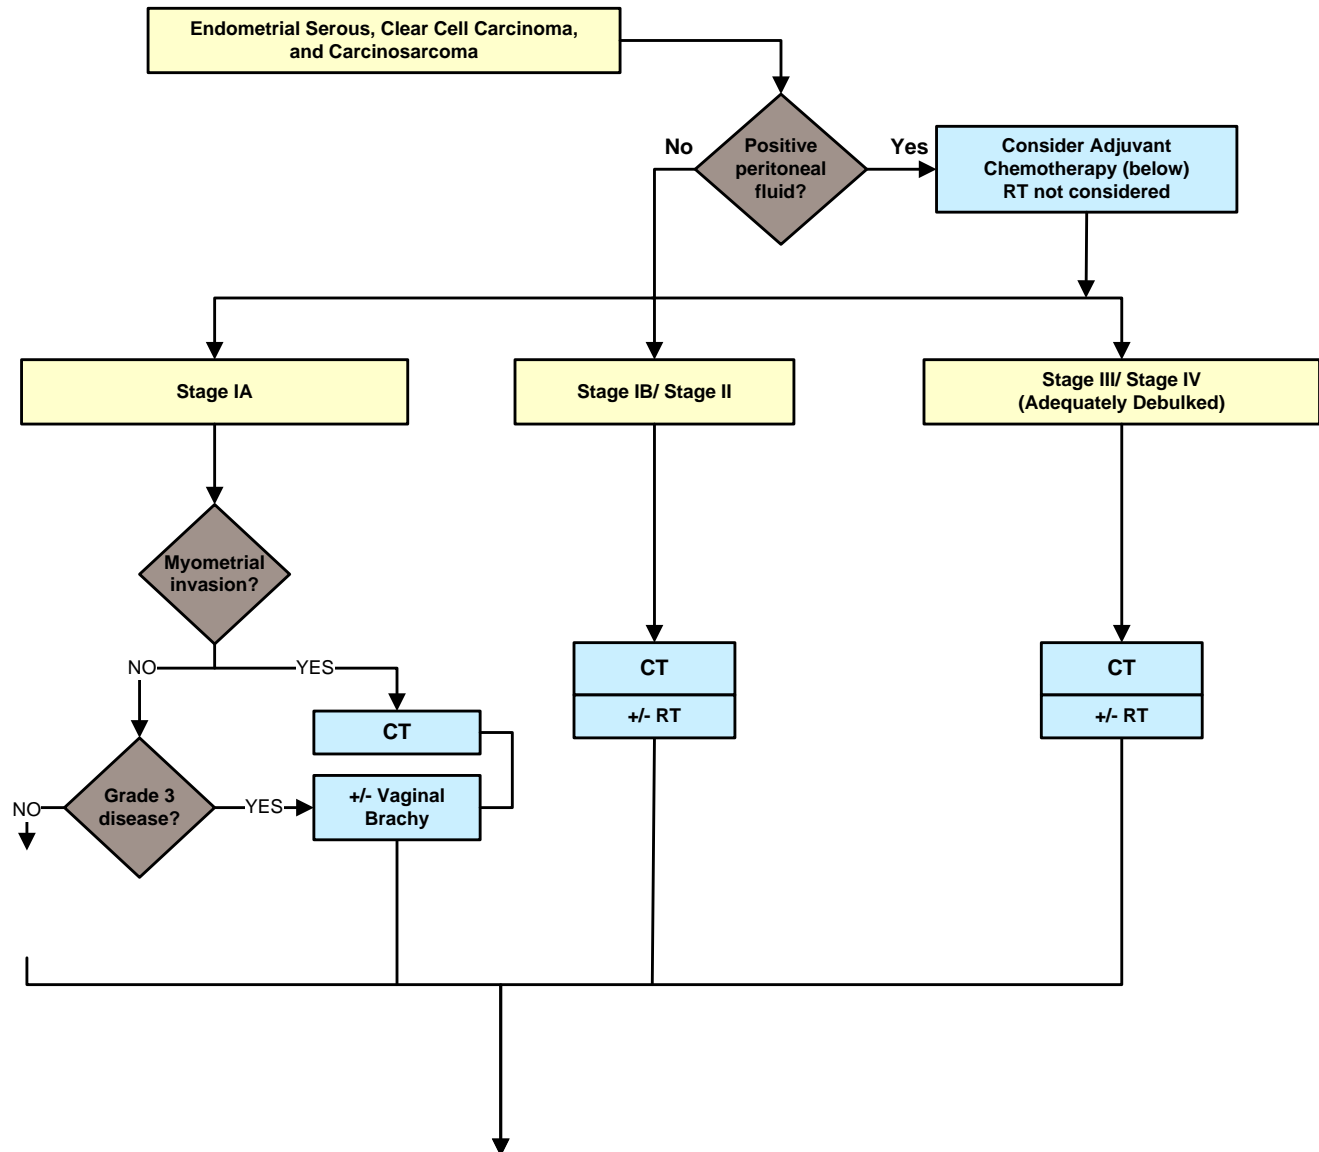 Endometrial Serous, Clear Cell Carcinoma,
and Carcinosarcoma
No
Positive
peritoneal
fluid?
Yes
Consider Adjuvant
Chemotherapy (below)
RT not considered
Stage IA
Stage IB/ Stage II
Stage III/ Stage IV
(Adequately Debulked)
Myometrial
invasion?
NO
YES
CT
+/- RT
CT
+/- RT
CT
NO
Grade 3
disease?
YES
+/- Vaginal
Brachy